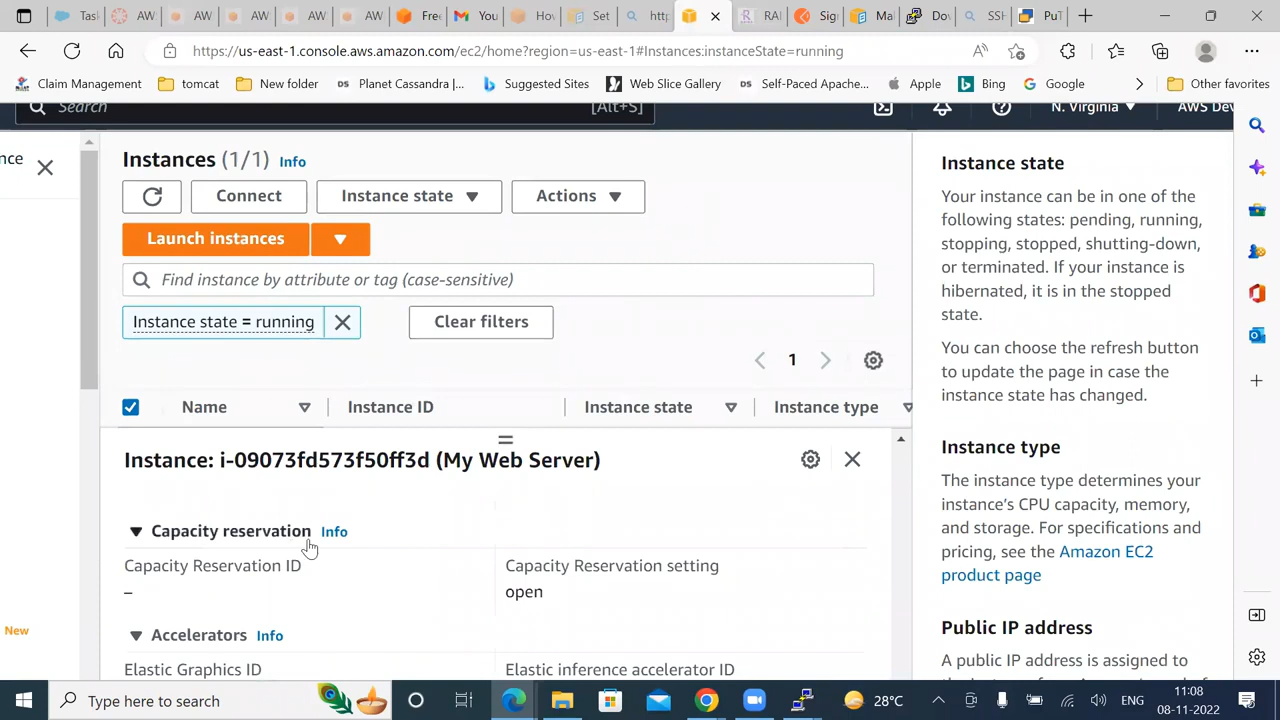 Tas
AW
AW
AW
AW
Free
You
How
Set
http
RAI
Sig
Ma
Dov
SSH
PuT
https://us-east-1.console.aws.amazon.com/ec2/home?region=us-east-1#Instances:instanceState=running
Claim Management
tomcat
New folder
DS Planet Cassandra |...
Suggested Sites
Web Slice Gallery
DS Self-Paced Apache...
Apple
Bing
Google
Other favorites
Search
[Alt+S]
N. Virginia
AWS Dev
nce
Instances (1/1) Info
Connect
Instance state
Actions
Launch instances
Find instance by attribute or tag (case-sensitive)
Instance state = running
Clear filters
1
Name
Instance ID
Instance state
Instance type
Instance: i-09073fd573f50ff3d (My Web Server)
Capacity reservation Info
Capacity Reservation ID
–
Capacity Reservation setting
open
Accelerators Info
Elastic Graphics ID
Elastic inference accelerator ID
New
Instance state
Your instance can be in one of the
following states: pending, running,
stopping, stopped, shutting-down,
or terminated. If your instance is
hibernated, it is in the stopped
state.
You can choose the refresh button
to update the page in case the
instance state has changed.
Instance type
The instance type determines your
instance's CPU capacity, memory,
and storage. For specifications and
pricing, see the Amazon EC2
product page
Public IP address
A public IP address is assigned to
Type here to search
28°C
ENG
11:08
08-11-2022